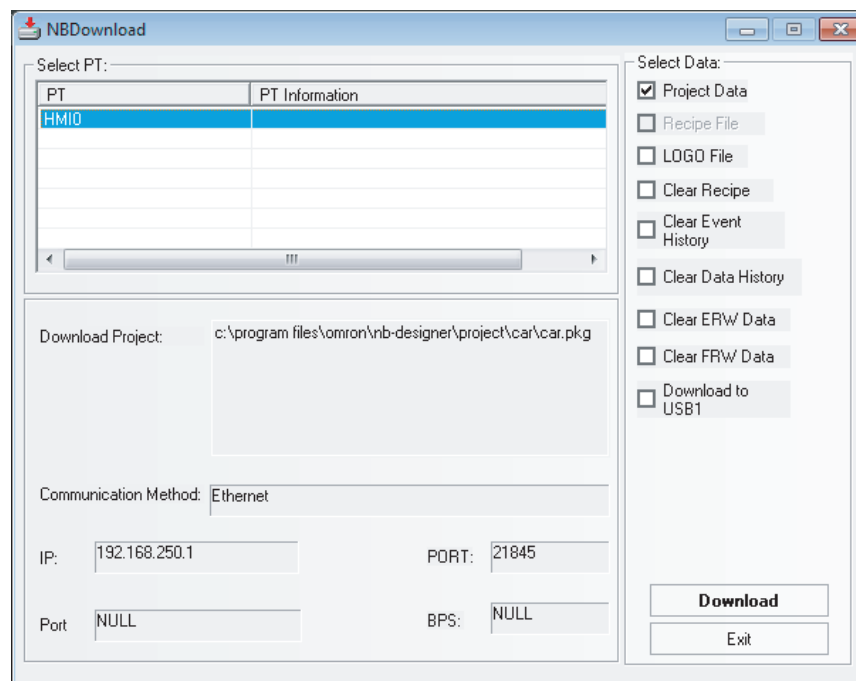 NBDownload
Select PT:
PT PT Information
HMI0
Download Project: c:\program files\omron\nb-designer\project\car\car.pkg
Communication Method: Ethernet
IP: 192.168.250.1 PORT: 21845
Port NULL BPS: NULL
Select Data:
Project Data
Recipe File
LOGO File
Clear Recipe
Clear Event
History
Clear Data History
Clear ERW Data
Clear FRW Data
Download to
USB1
Download
Exit